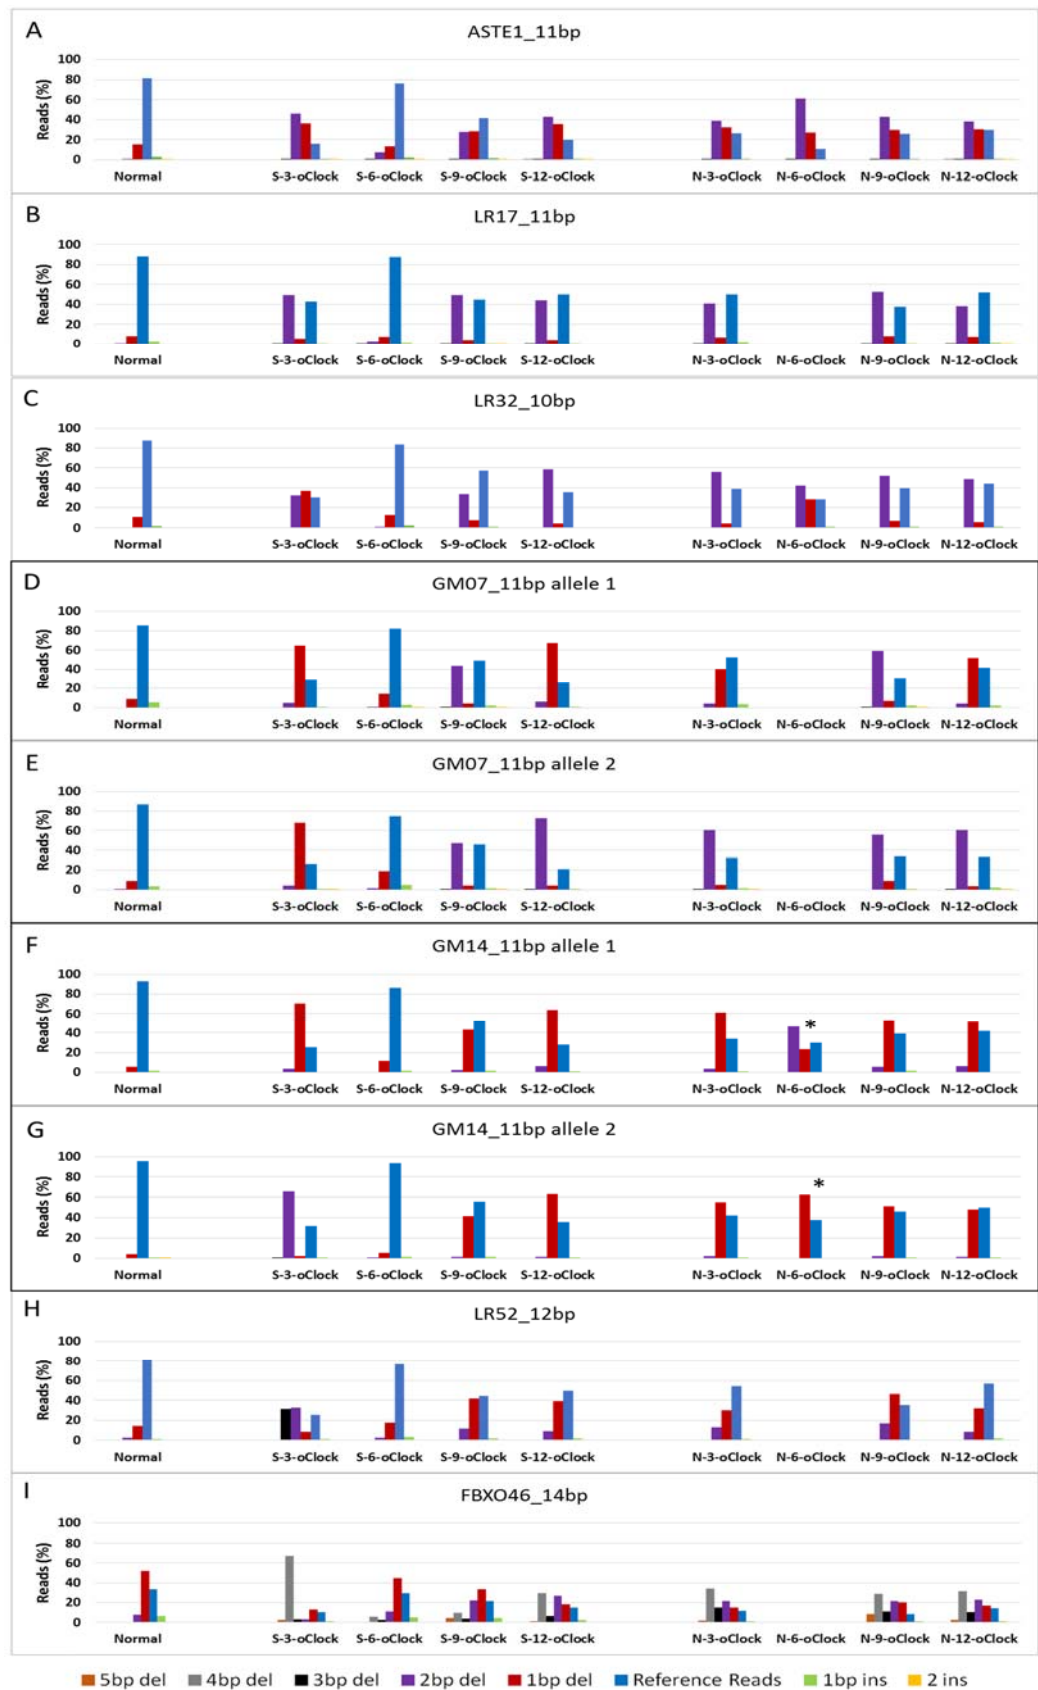 A
ASTE1_11bp
Reads (%)
100
80
60
40
20
0
Normal S-3-oClock S-6-oClock S-9-oClock S-12-oClock N-3-oClock N-6-oClock N-9-oClock N-12-oClock
B
LR17_11bp
Reads (%)
100
80
60
40
20
0
Normal S-3-oClock S-6-oClock S-9-oClock S-12-oClock N-3-oClock N-6-oClock N-9-oClock N-12-oClock
C
LR32_10bp
Reads (%)
100
80
60
40
20
0
Normal S-3-oClock S-6-oClock S-9-oClock S-12-oClock N-3-oClock N-6-oClock N-9-oClock N-12-oClock
D
GM07_11bp allele 1
Reads (%)
100
80
60
40
20
0
Normal S-3-oClock S-6-oClock S-9-oClock S-12-oClock N-3-oClock N-6-oClock N-9-oClock N-12-oClock
E
GM07_11bp allele 2
Reads (%)
100
80
60
40
20
0
Normal S-3-oClock S-6-oClock S-9-oClock S-12-oClock N-3-oClock N-6-oClock N-9-oClock N-12-oClock
F
GM14_11bp allele 1
Reads (%)
100
80
60
40
20
0
*
Normal S-3-oClock S-6-oClock S-9-oClock S-12-oClock N-3-oClock N-6-oClock N-9-oClock N-12-oClock
G
GM14_11bp allele 2
Reads (%)
100
80
60
40
20
0
*
Normal S-3-oClock S-6-oClock S-9-oClock S-12-oClock N-3-oClock N-6-oClock N-9-oClock N-12-oClock
H
LR52_12bp
Reads (%)
100
80
60
40
20
0
Normal S-3-oClock S-6-oClock S-9-oClock S-12-oClock N-3-oClock N-6-oClock N-9-oClock N-12-oClock
I
FBXO46_14bp
Reads (%)
100
80
60
40
20
0
Normal S-3-oClock S-6-oClock S-9-oClock S-12-oClock N-3-oClock N-6-oClock N-9-oClock N-12-oClock
5bp del 4bp del 3bp del 2bp del 1bp del Reference Reads 1bp ins 2 ins